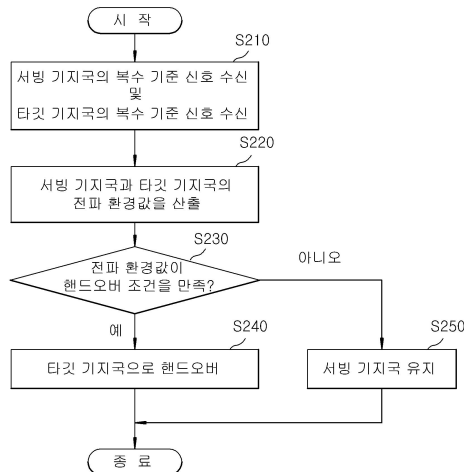 시 작
S210
서빙 기지국의 복수 기준 신호 수신
및
타깃 기지국의 복수 기준 신호 수신
S220
서빙 기지국과 타깃 기지국의
전파 환경값을 산출
S230
전파 환경값이
핸드오버 조건을 만족?
아니오
예
S240
타깃 기지국으로 핸드오버
S250
서빙 기지국 유지
종 료